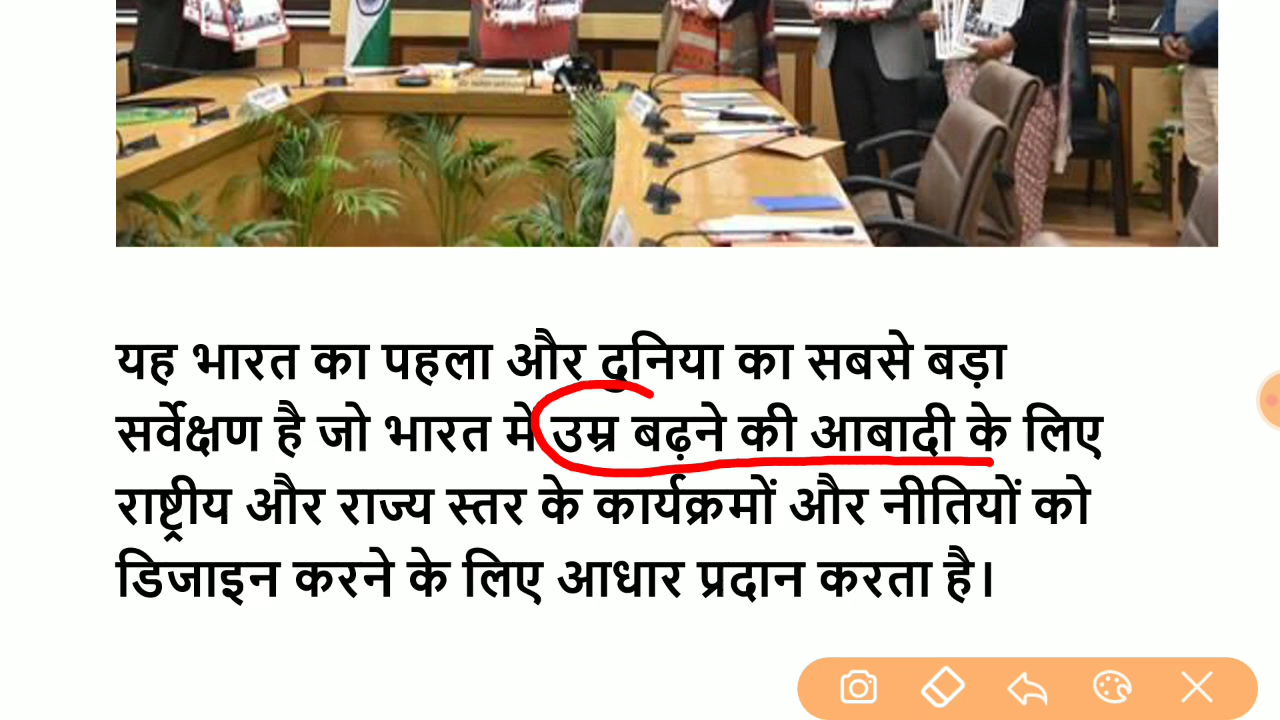 यह भारत का पहला और दुनिया का सबसे बड़ा
सर्वेक्षण है जो भारत में उम्र बढ़ने की आबादी के लिए
राष्ट्रीय और राज्य स्तर के कार्यक्रमों और नीतियों को
डिजाइन करने के लिए आधार प्रदान करता है।